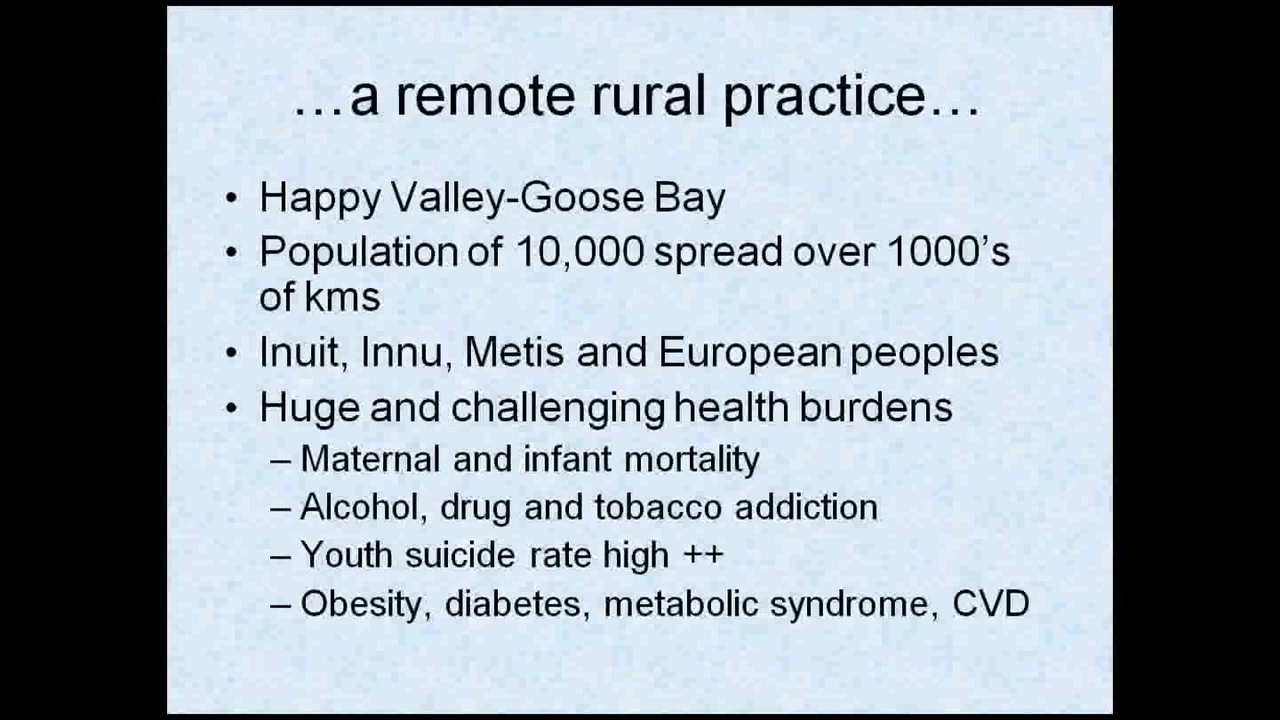 …a remote rural practice…
• Happy Valley-Goose Bay
• Population of 10,000 spread over 1000’s
of kms
• Inuit, Innu, Metis and European peoples
• Huge and challenging health burdens
– Maternal and infant mortality
– Alcohol, drug and tobacco addiction
– Youth suicide rate high ++
– Obesity, diabetes, metabolic syndrome, CVD